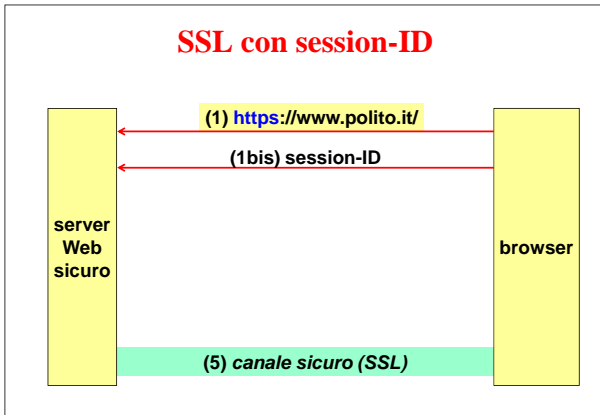 SSL con session-ID
(1) https://www.polito.it/
(1bis) session-ID
server
Web
sicuro
browser
(5) canale sicuro (SSL)